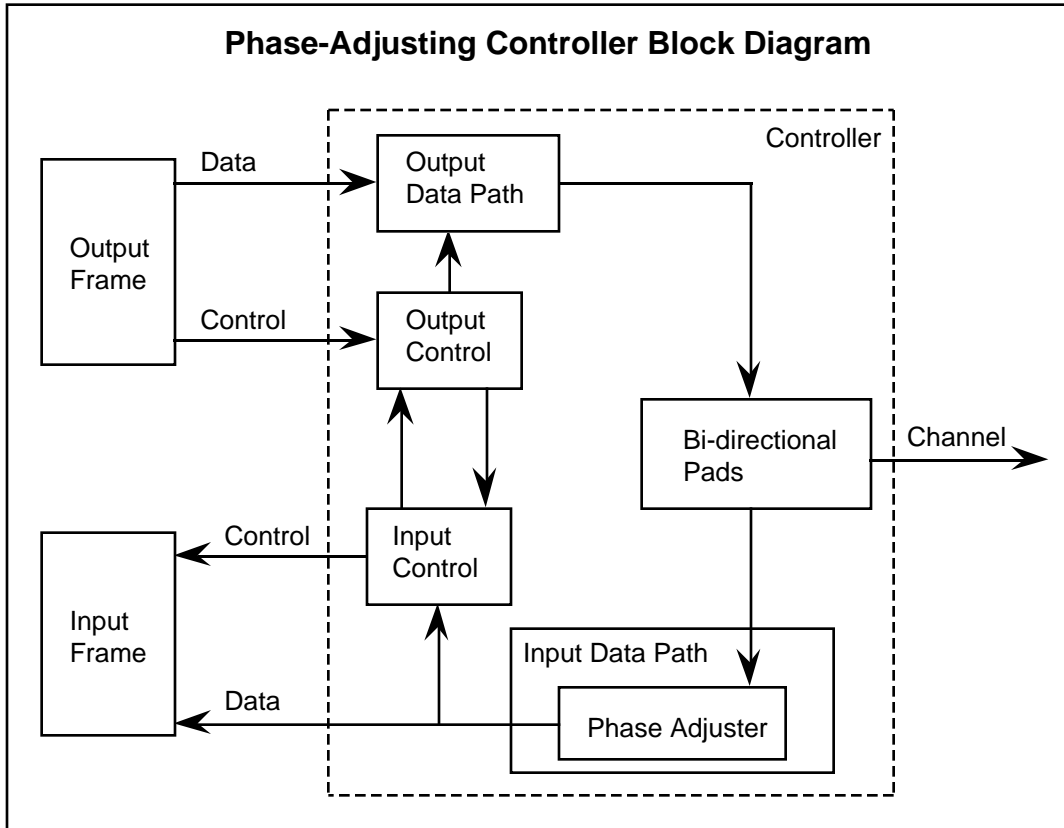 Phase-Adjusting Controller Block Diagram
Controller
Data
Output
Data Path
Output
Frame
Control
Output
Control
Bi-directional
Pads
Channel
Control
Input
Control
Input
Frame
Input Data Path
Data
Phase Adjuster